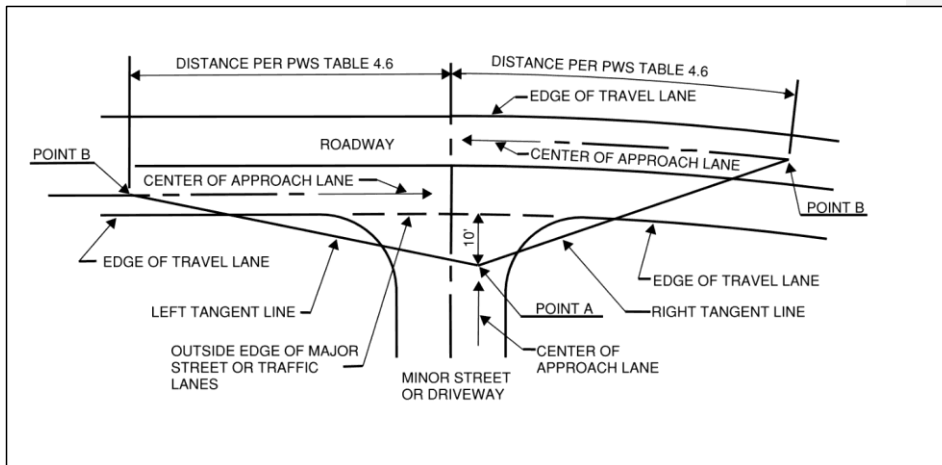 DISTANCE PER PWS TABLE 4.6
DISTANCE PER PWS TABLE 4.6
EDGE OF TRAVEL LANE
ROADWAY
POINT B
CENTER OF APPROACH LANE
CENTER OF APPROACH LANE
POINT B
10'
EDGE OF TRAVEL LANE
EDGE OF TRAVEL LANE
LEFT TANGENT LINE
POINT A
RIGHT TANGENT LINE
OUTSIDE EDGE OF MAJOR
STREET OR TRAFFIC
LANES
CENTER OF
APPROACH LANE
MINOR STREET
OR DRIVEWAY